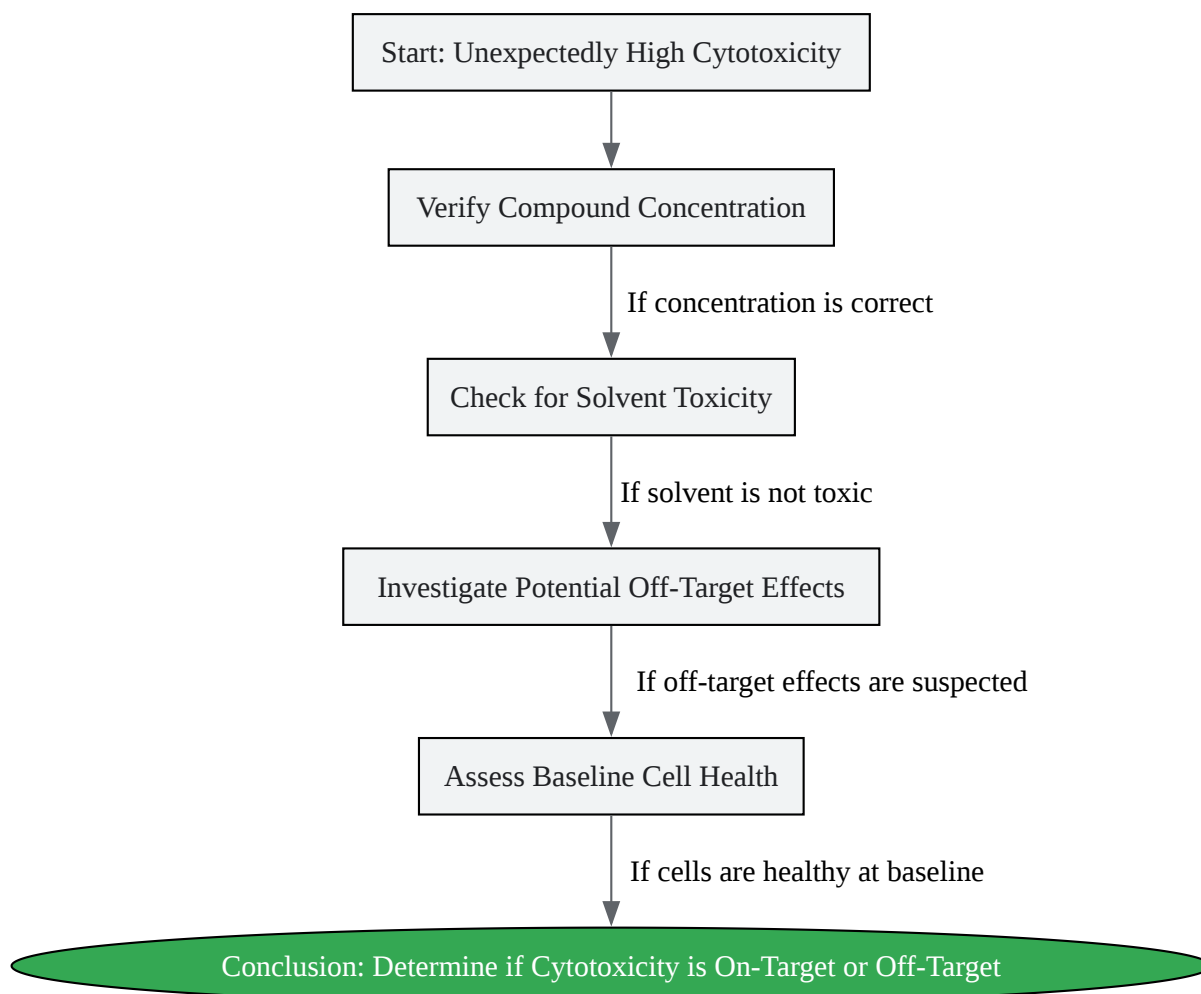 Start: Unexpectedly High Cytotoxicity
Verify Compound Concentration
If concentration is correct
Check for Solvent Toxicity
If solvent is not toxic
Investigate Potential Off-Target Effects
If off-target effects are suspected
Assess Baseline Cell Health
If cells are healthy at baseline
Conclusion: Determine if Cytotoxicity is On-Target or Off-Target